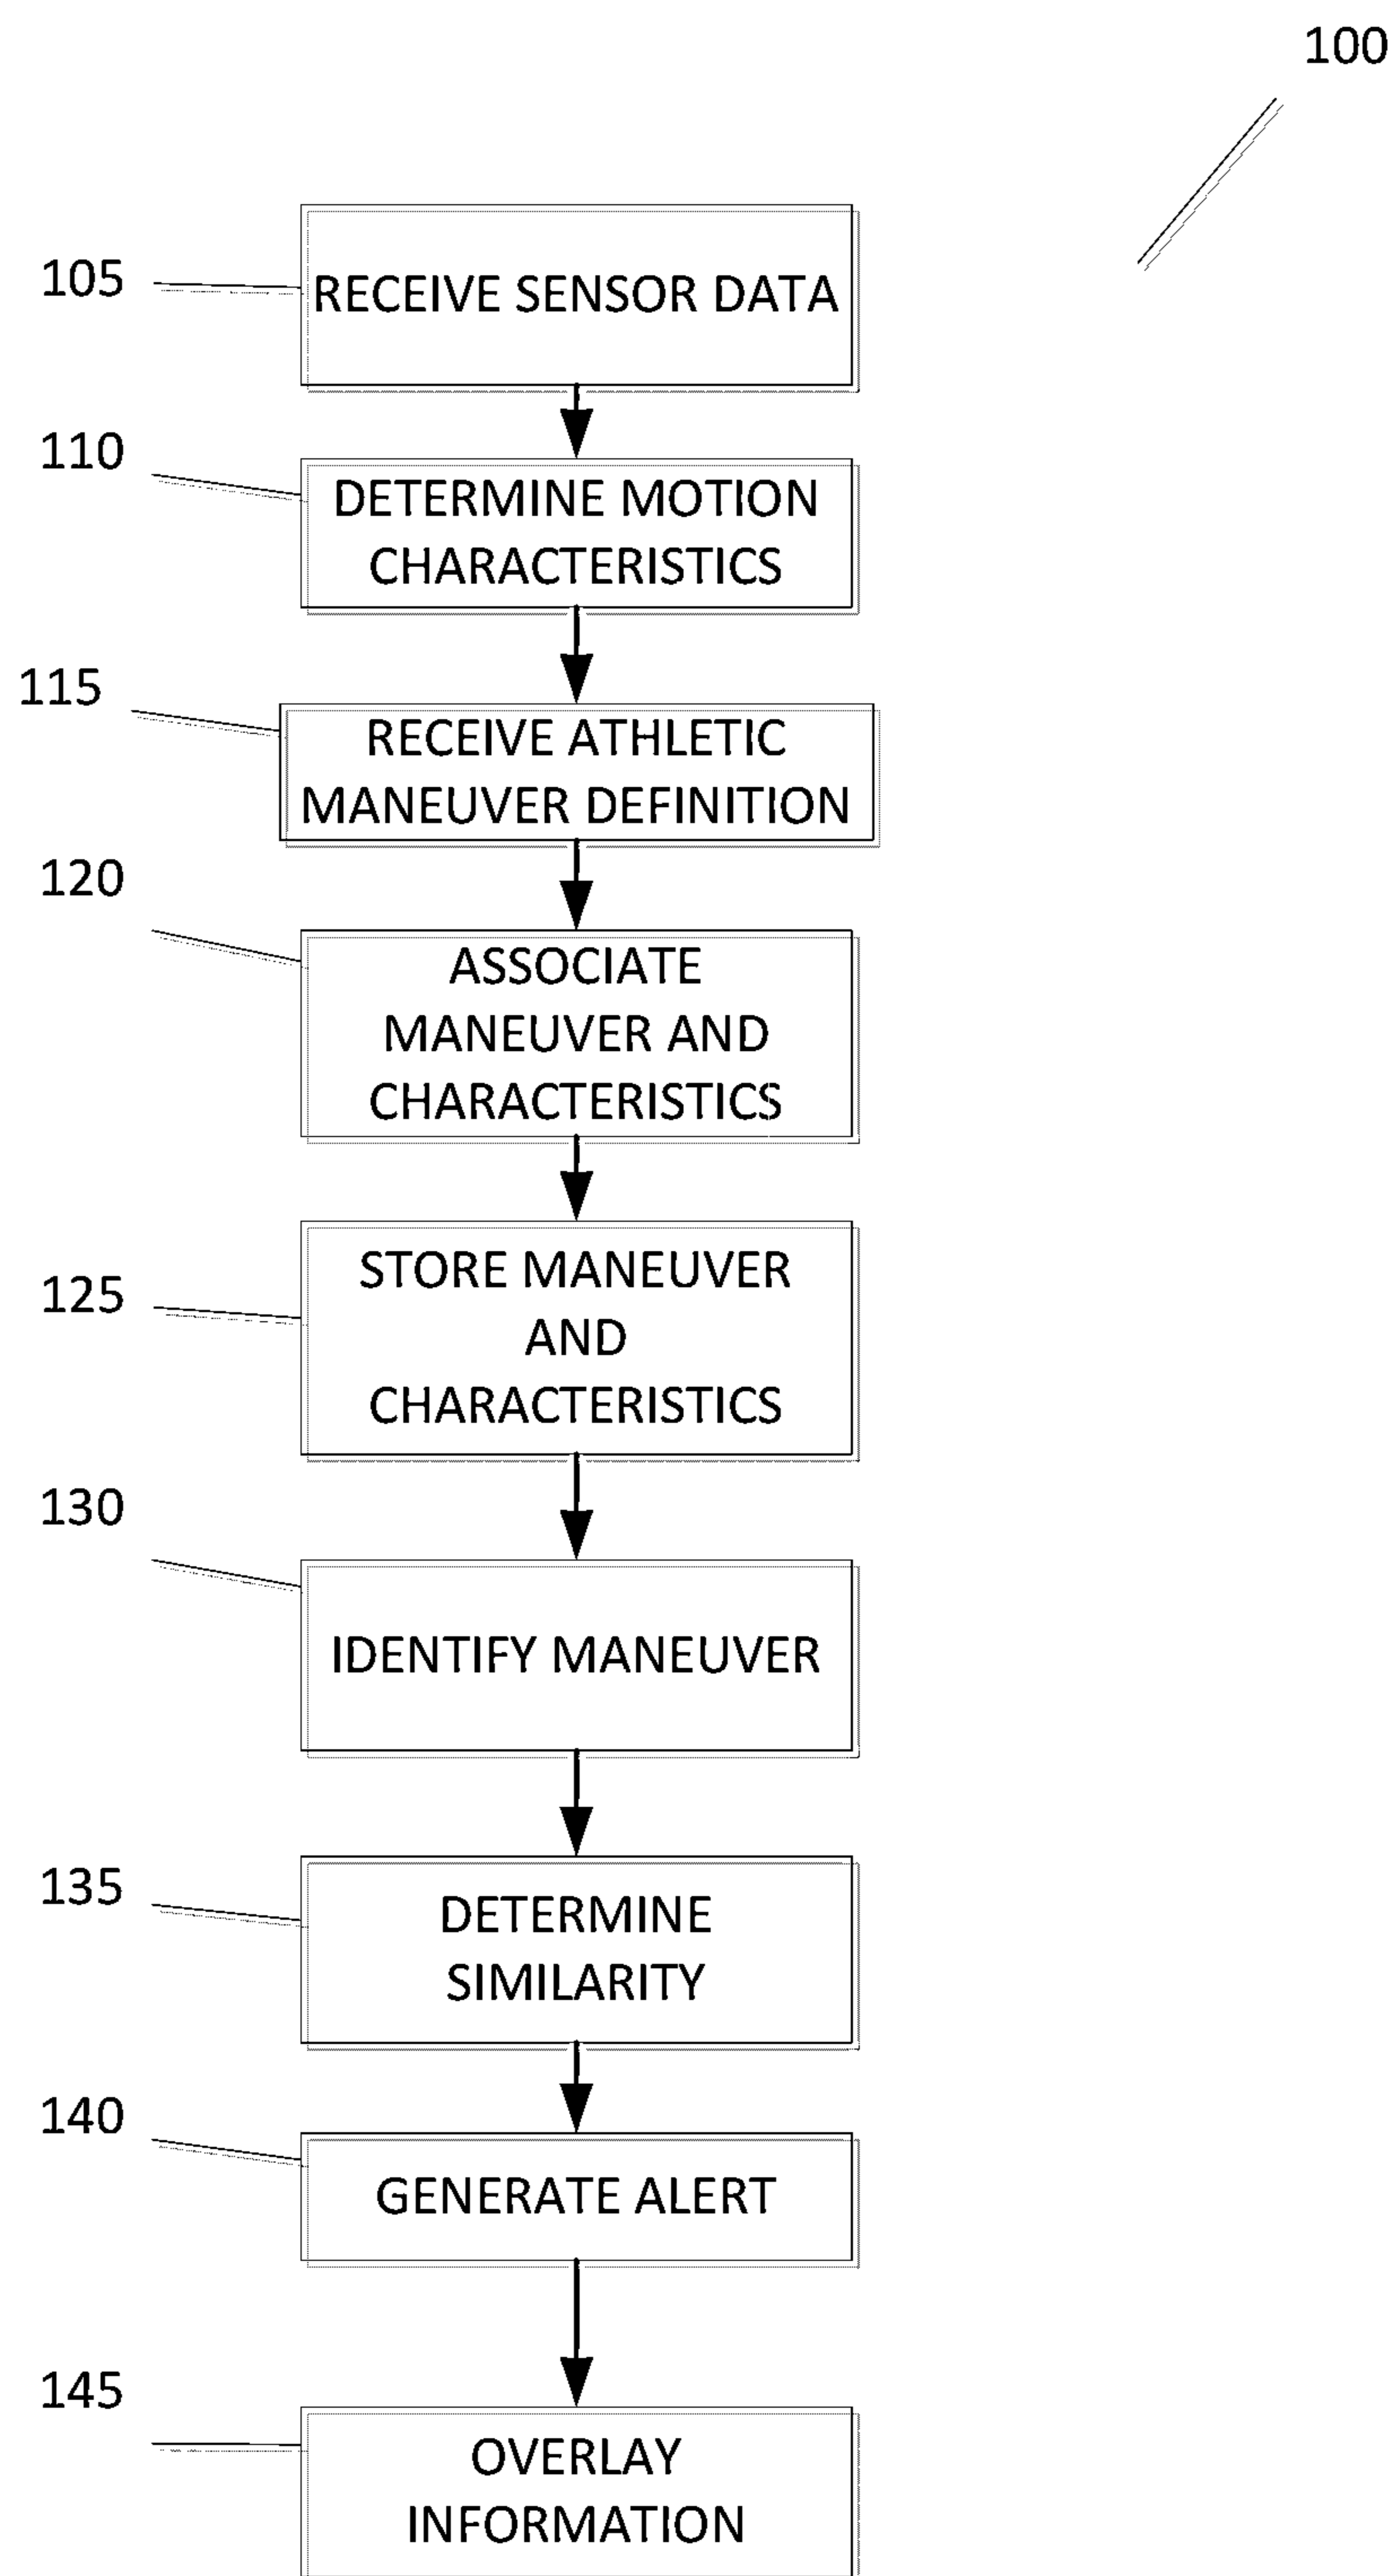 100
105
RECEIVE SENSOR DATA
110
DETERMINE MOTION
CHARACTERISTICS
115
RECEIVE ATHLETIC
MANEUVER DEFINITION
120
ASSOCIATE
MANEUVER AND
CHARACTERISTICS
125
STORE MANEUVER
AND
CHARACTERISTICS
130
IDENTIFY MANEUVER
135
DETERMINE
SIMILARITY
140
GENERATE ALERT
145
OVERLAY
INFORMATION